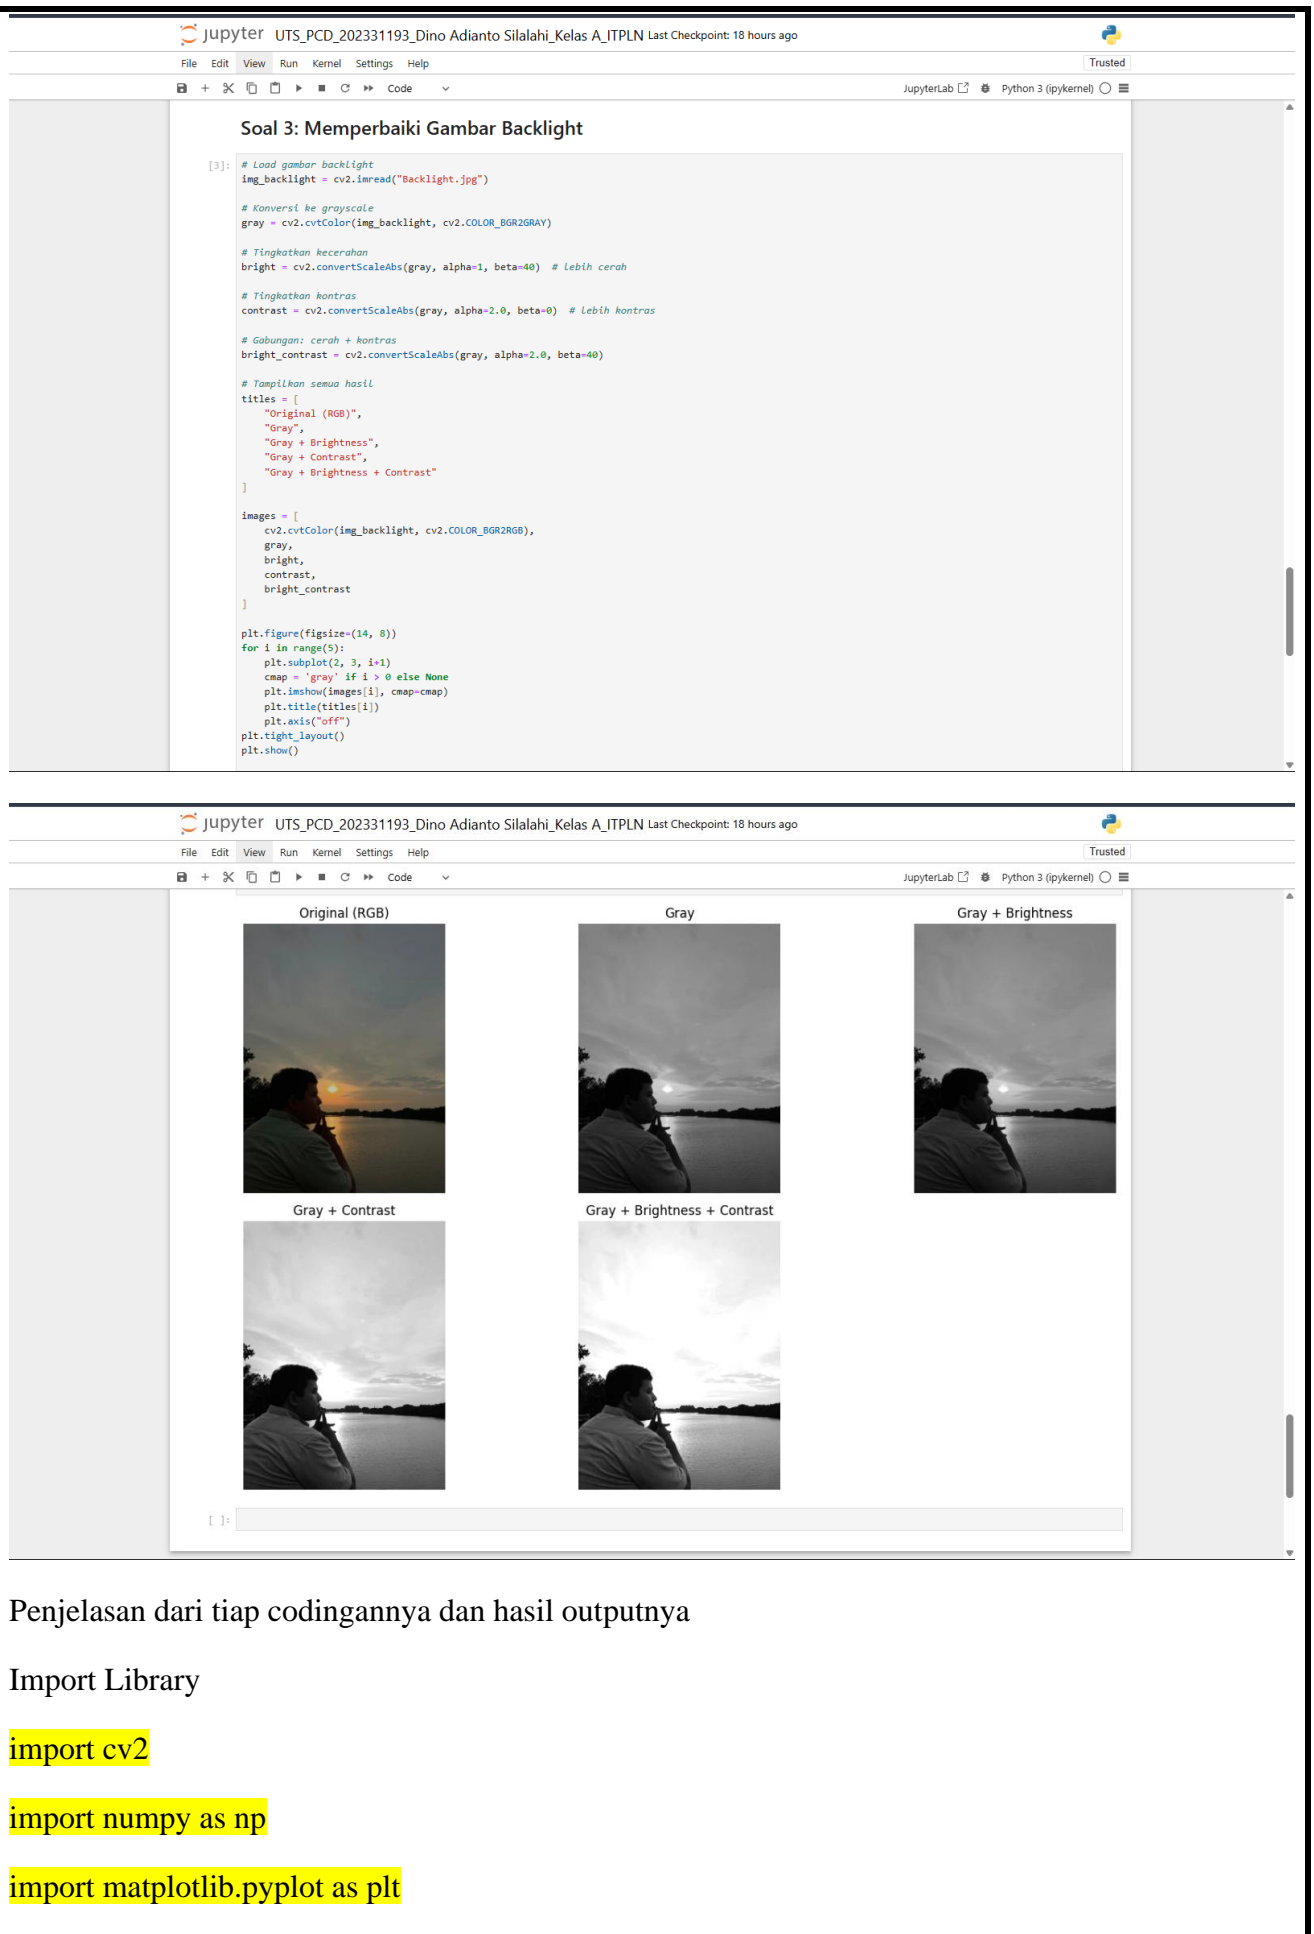 jupyter UTS_PCD_202331193_Dino Adianto Silalahi_Kelas A_ITPLN Last Checkpoint: 18 hours ago
File Edit View Run Kernel Settings Help Trusted
Code JupyterLab Python 3 (ipykernel)
Soal 3: Memperbaiki Gambar Backlight
[3]: # Load gambar backlight
img_backlight = cv2.imread("Backlight.jpg")
# Konversi ke grayscale
gray = cv2.cvtColor(img_backlight, cv2.COLOR_BGR2GRAY)
# Tingkatkan kecerahan
bright = cv2.convertScaleAbs(gray, alpha=1, beta=40)  # lebih cerah
# Tingkatkan kontras
contrast = cv2.convertScaleAbs(gray, alpha=2.0, beta=0)  # lebih kontras
# Gabungan: cerah + kontras
bright_contrast = cv2.convertScaleAbs(gray, alpha=2.0, beta=40)
# Tampilkan semua hasil
titles = [
    "Original (RGB)",
    "Gray",
    "Gray + Brightness",
    "Gray + Contrast",
    "Gray + Brightness + Contrast"
]
images = [
    cv2.cvtColor(img_backlight, cv2.COLOR_BGR2RGB),
    gray,
    bright,
    contrast,
    bright_contrast
]
plt.figure(figsize=(14, 8))
for i in range(5):
    plt.subplot(2, 3, i+1)
    cmap = 'gray' if i > 0 else None
    plt.imshow(images[i], cmap=cmap)
    plt.title(titles[i])
    plt.axis("off")
plt.tight_layout()
plt.show()
jupyter UTS_PCD_202331193_Dino Adianto Silalahi_Kelas A_ITPLN Last Checkpoint: 18 hours ago
File Edit View Run Kernel Settings Help Trusted
Code JupyterLab Python 3 (ipykernel)
Original (RGB) Gray Gray + Brightness
Gray + Contrast Gray + Brightness + Contrast
[ ]:
Penjelasan dari tiap codingannya dan hasil outputnya
Import Library
import cv2
import numpy as np
import matplotlib.pyplot as plt